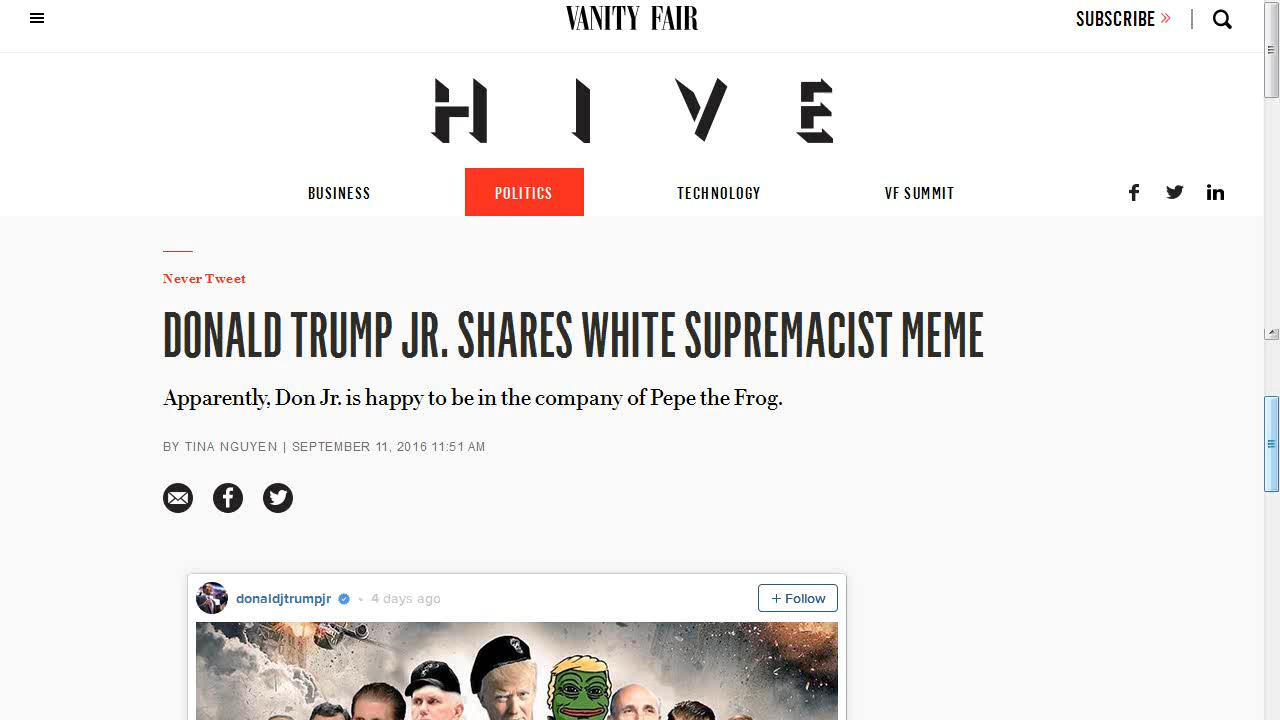 VANITY FAIR
SUBSCRIBE »
HIVE
BUSINESS POLITICS TECHNOLOGY VF SUMMIT
Never Tweet
DONALD TRUMP JR. SHARES WHITE SUPREMACIST MEME
Apparently, Don Jr. is happy to be in the company of Pepe the Frog.
BY TINA NGUYEN | SEPTEMBER 11, 2016 11:51 AM
donaldjtrumpjr • 4 days ago
+ Follow